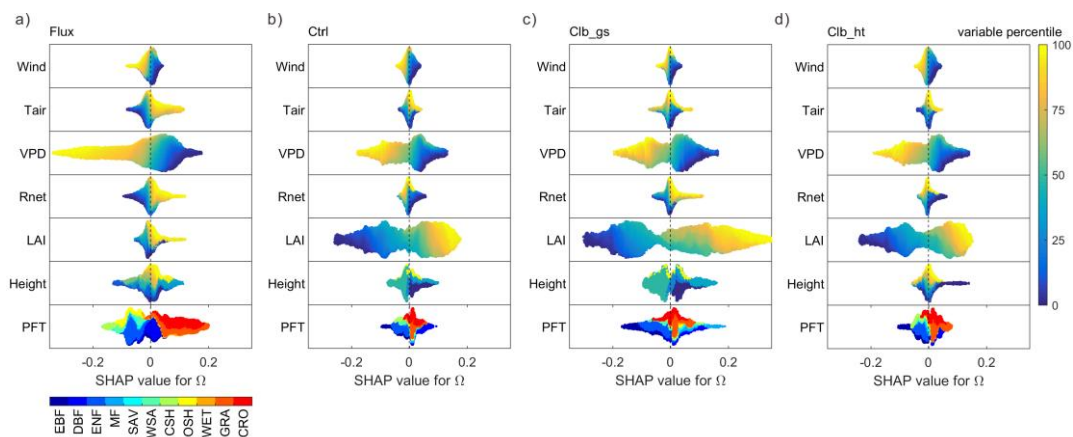 a)
Flux
Wind
Tair
VPD
Rnet
LAI
Height
PFT
-0.2 0 0.2
SHAP value for Ω
EBF
DBF
ENF
MF
SAV
WSA
CSH
OSH
WET
GRA
CRO
b)
Ctrl
Wind
Tair
VPD
Rnet
LAI
Height
PFT
-0.2 0 0.2
SHAP value for Ω
c)
Clb_gs
Wind
Tair
VPD
Rnet
LAI
Height
PFT
-0.2 0 0.2
SHAP value for Ω
d)
Clb_ht
Wind
Tair
VPD
Rnet
LAI
Height
PFT
-0.2 0 0.2
SHAP value for Ω
variable percentile
100
75
50
25
0